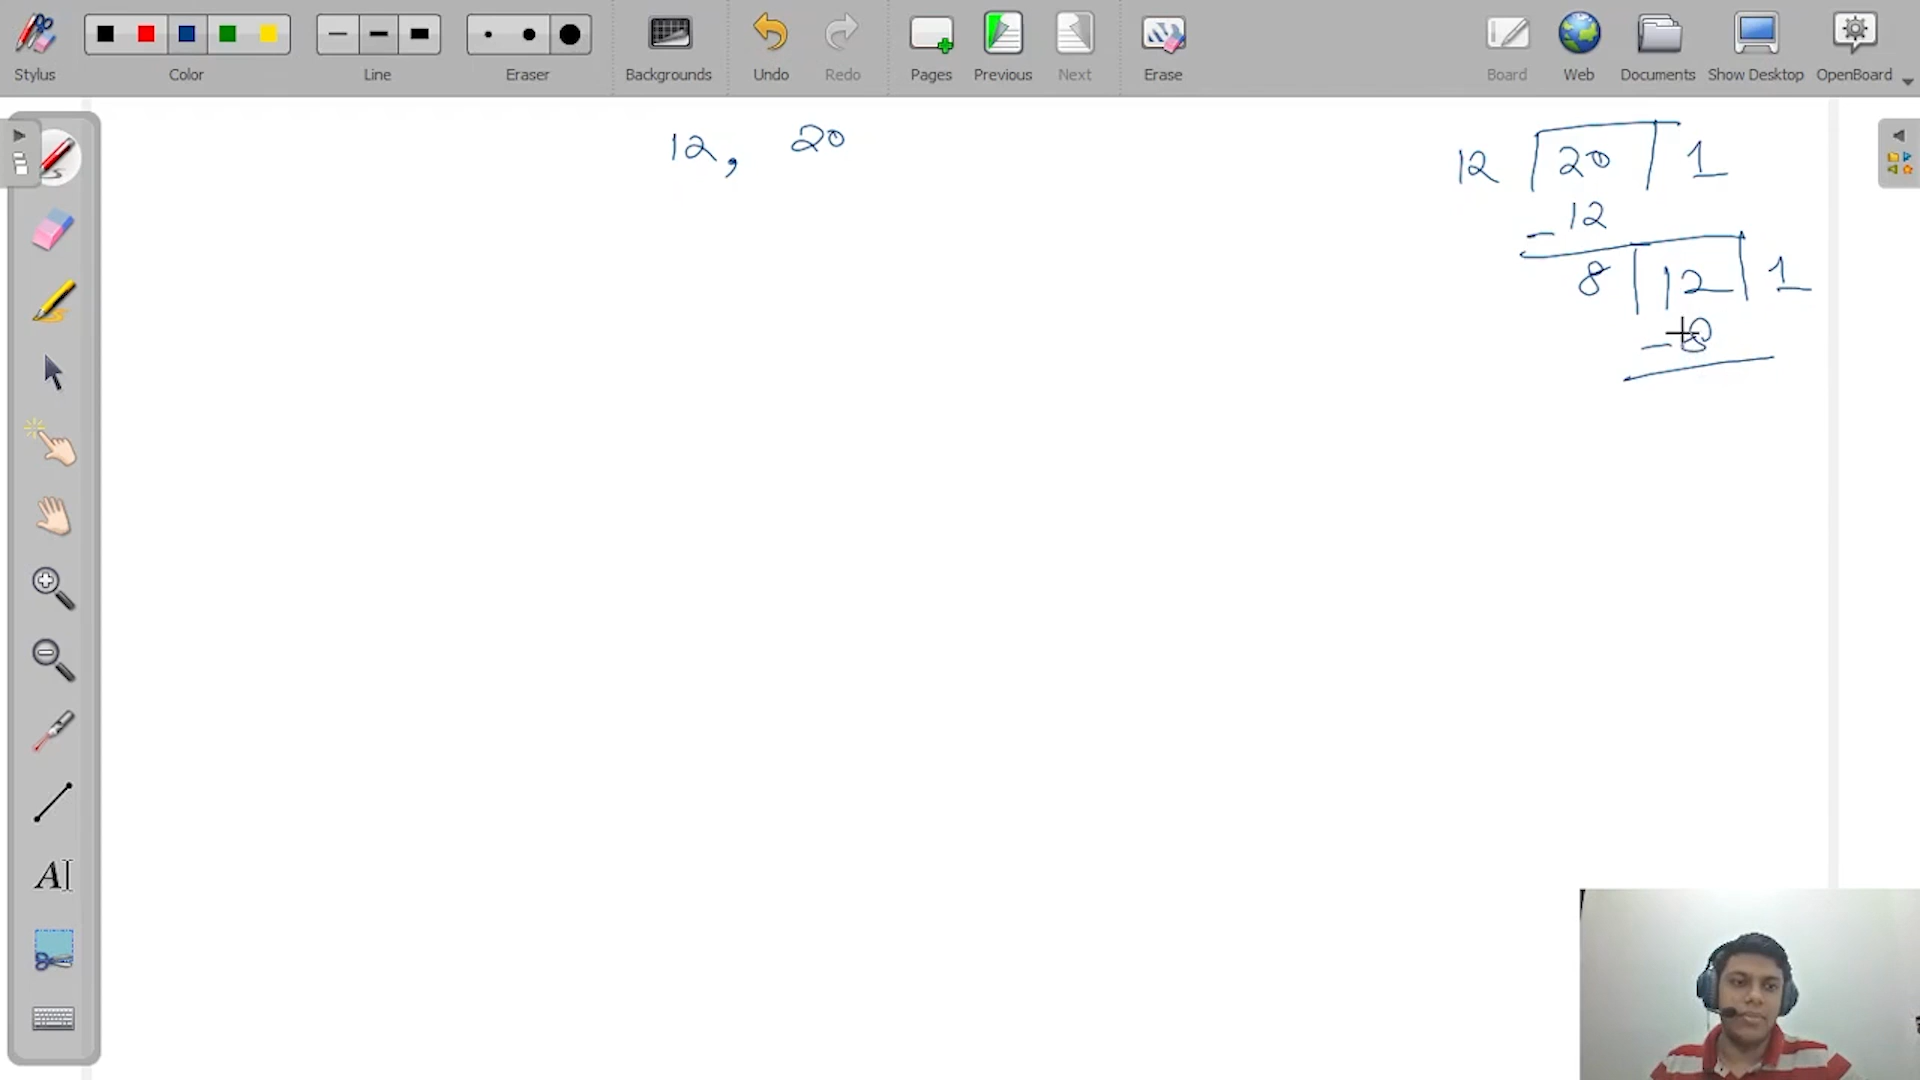 Stylus Color Line Eraser Backgrounds Undo Redo Pages Previous Next Erase Board Web Documents Show Desktop OpenBoard
12, 20
12 20 1
- 12
8 12 1
- 8
A